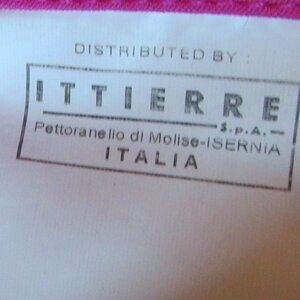 DISTRIBUTED BY :
ITTIERRE
S.p.A.
Pettoranello di Molise-ISERNIA
ITALIA